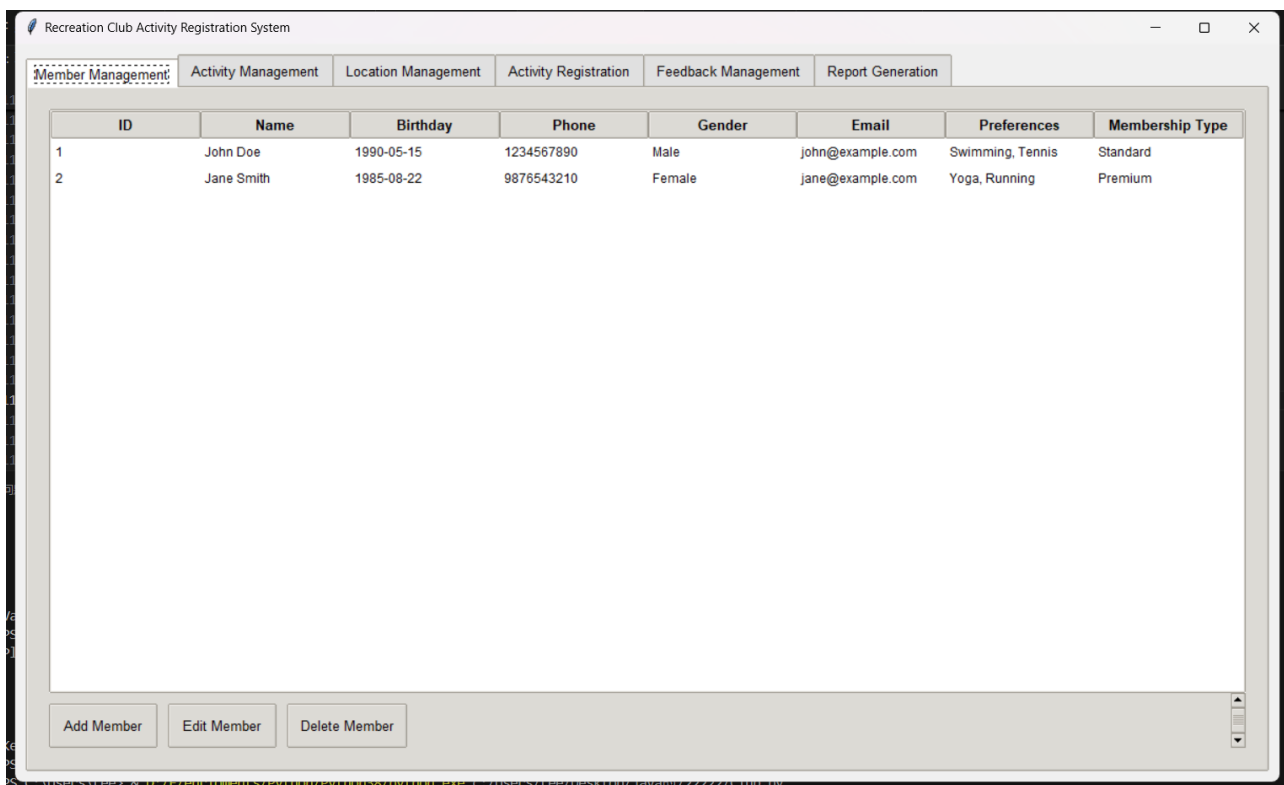 Recreation Club Activity Registration System
Member Management Activity Management Location Management Activity Registration Feedback Management Report Generation
ID Name Birthday Phone Gender Email Preferences Membership Type
1 John Doe 1990-05-15 1234567890 Male john@example.com Swimming, Tennis Standard
2 Jane Smith 1985-08-22 9876543210 Female jane@example.com Yoga, Running Premium
Add Member Edit Member Delete Member